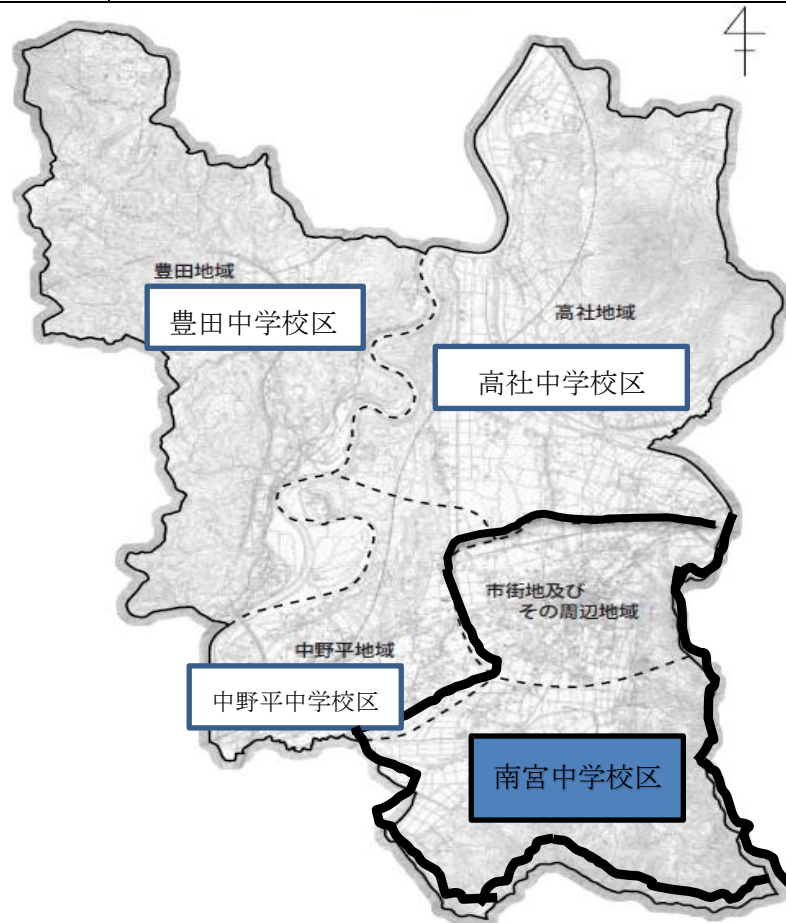 豊田地域
豊田中学校区
高社地域
高社中学校区
市街地及び
その周辺地域
中野平地域
中野平中学校区
南宮中学校区